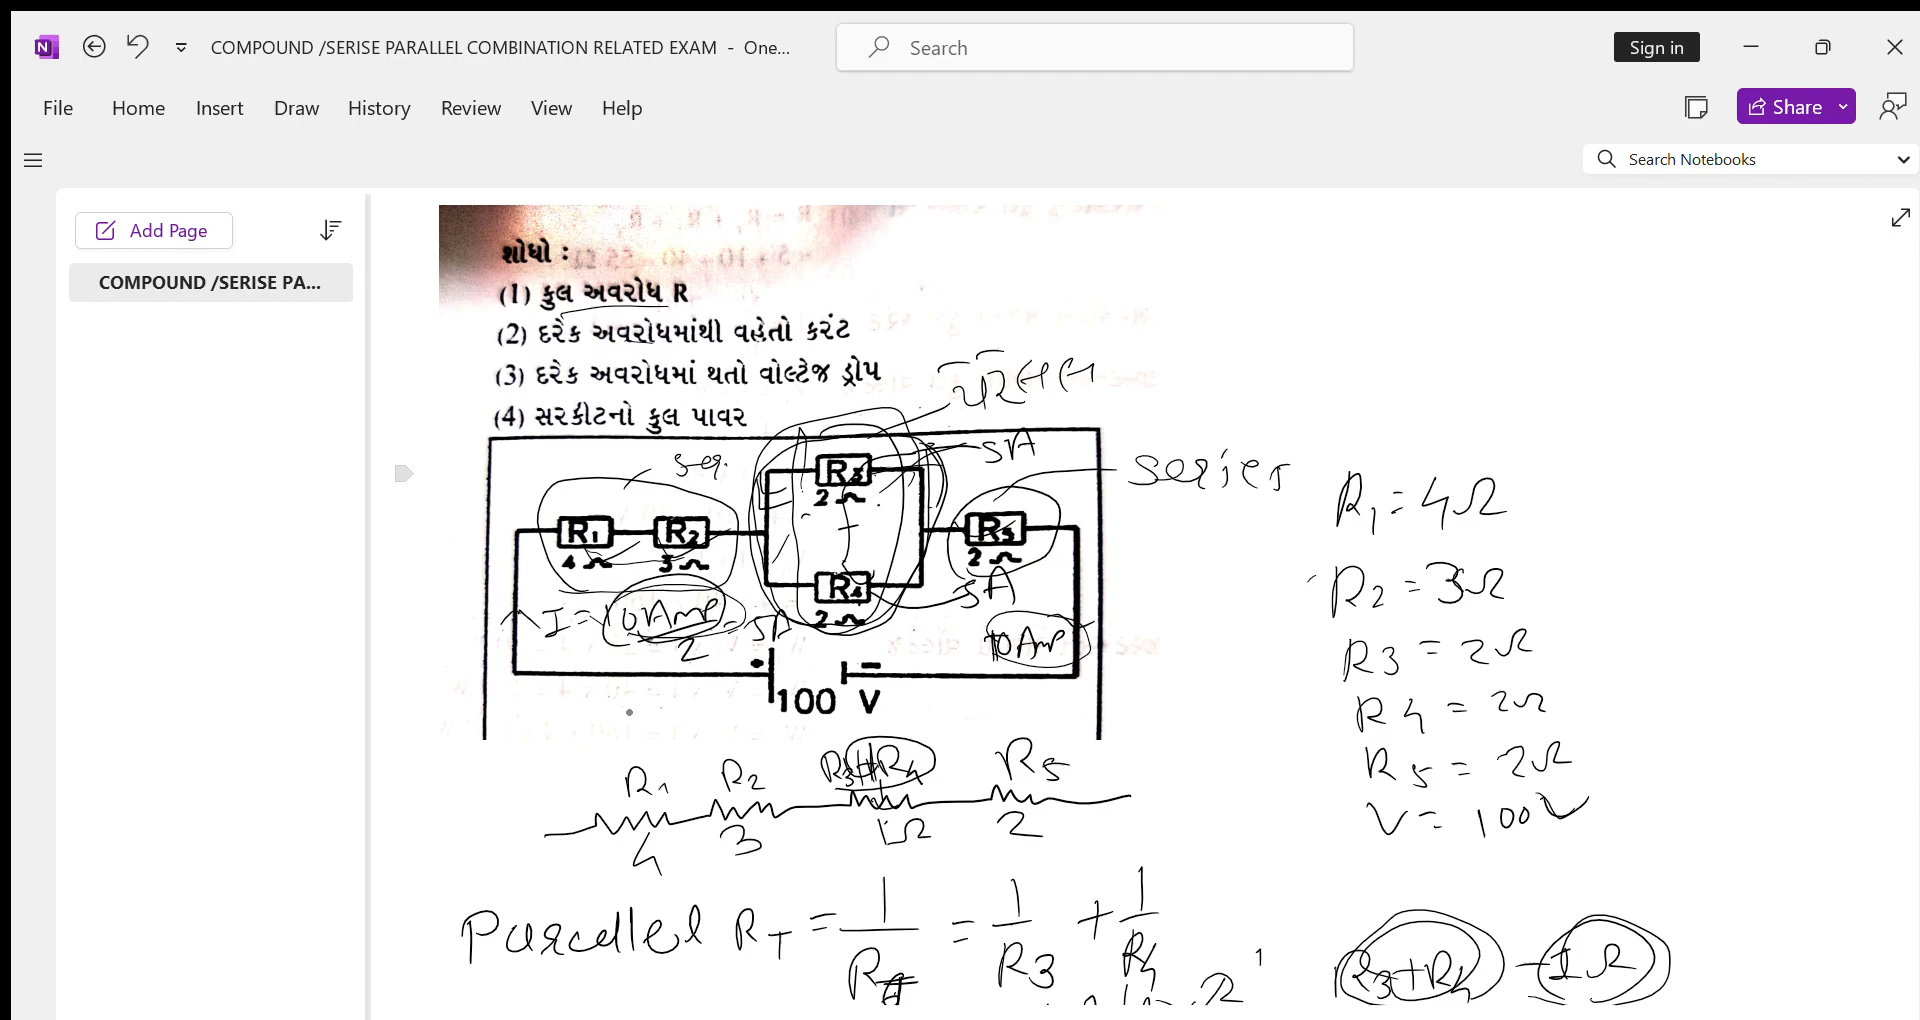 COMPOUND /SERISE PARALLEL COMBINATION RELATED EXAM - One...
Search
Sign in
File Home Insert Draw History Review View Help
Share
Search Notebooks
Add Page
COMPOUND /SERISE PA...
શોધો :
(1) કુલ અવરોધ R
(2) દરેક અવરોધમાંથી વહેતો કરંટ
(3) દરેક અવરોધમાં થતો વોલ્ટેજ ડ્રોપ
(4) સરકીટનો કુલ પાવર
5A
R3
2
series
R1 R2
4 3
R5
2
R4
2
5A
I = 10Amp
2
= 5A
10 Amp
+ −
100 V
R1 = 4Ω
R2 = 3Ω
R3 = 2Ω
R4 = 2Ω
R5 = 2Ω
V = 100V
R1 R2 R3+R4 R5
4 3 1Ω 2
Parallel RT = 1 = 1 + 1
R3 R4
R3+R4 = 1Ω